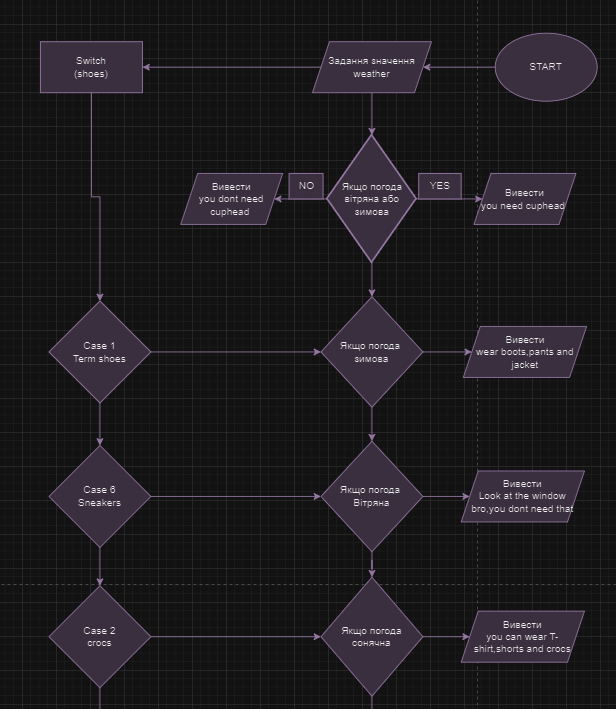 Switch
(shoes)
Задання значення
weather
START
Вивести
you dont need
cuphead
NO
Якщо погода
вітряна або
зимова
YES
Вивести
you need cuphead
Case 1
Term shoes
Якщо погода
зимова
Вивести
wear boots,pants and
jacket
Case 6
Sneakers
Якщо погода
Вітряна
Вивести
Look at the window
bro,you dont need that
Case 2
crocs
Якщо погода
сонячна
Вивести
you can wear T-
shirt,shorts and crocs